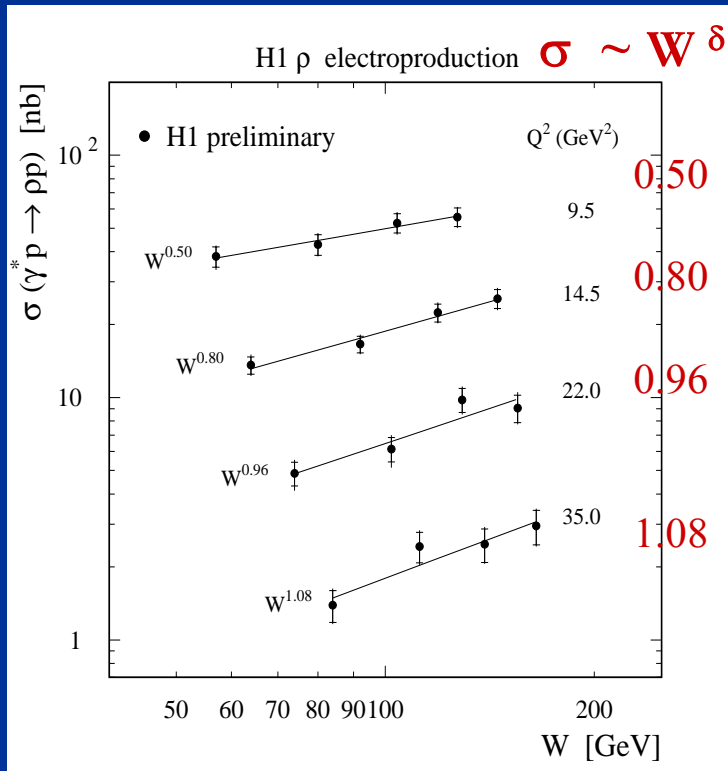 H1 ρ electroproduction σ ~ W^δ
σ (γ* p → ρp) [nb]
● H1 preliminary
Q² (GeV²)
10²
10
1
W^0.50
9.5
0.50
W^0.80
14.5
0.80
W^0.96
22.0
0.96
W^1.08
35.0
1.08
50 60 70 80 90 100 200
W [GeV]